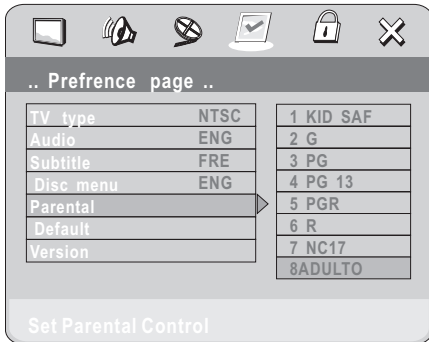 .. Prefrence page ..
TV type NTSC
Audio ENG
Subtitle FRE
Disc menu ENG
Parental
Default
Version
1 KID SAF
2 G
3 PG
4 PG 13
5 PGR
6 R
7 NC17
8ADULTO
Set Parental Control